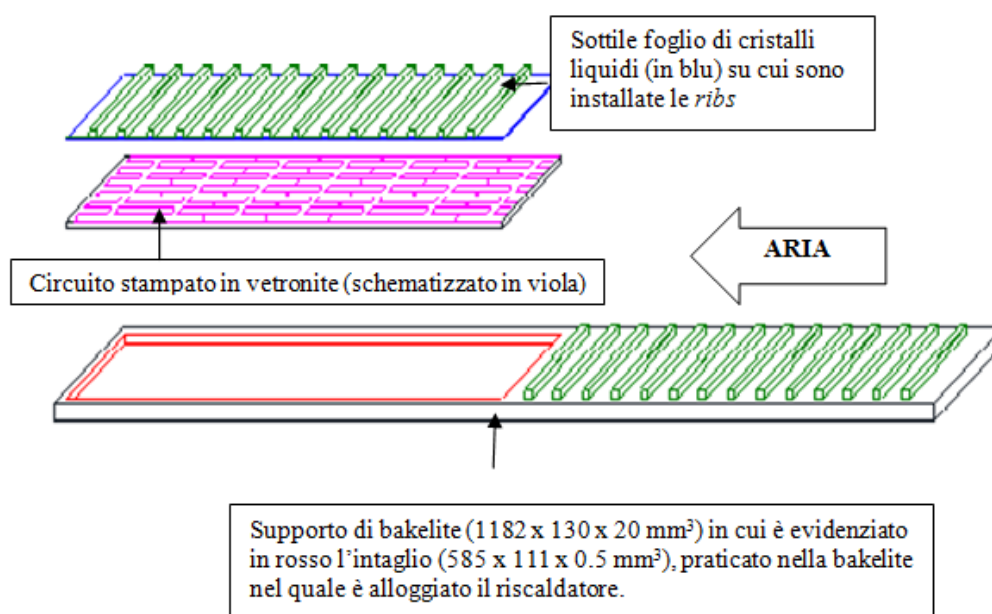 Sottile foglio di cristalli
liquidi (in blu) su cui sono
installate le ribs
ARIA
Circuito stampato in vetronite (schematizzato in viola)
Supporto di bakelite (1182 x 130 x 20 mm³) in cui è evidenziato
in rosso l’intaglio (585 x 111 x 0.5 mm³), praticato nella bakelite
nel quale è alloggiato il riscaldatore.